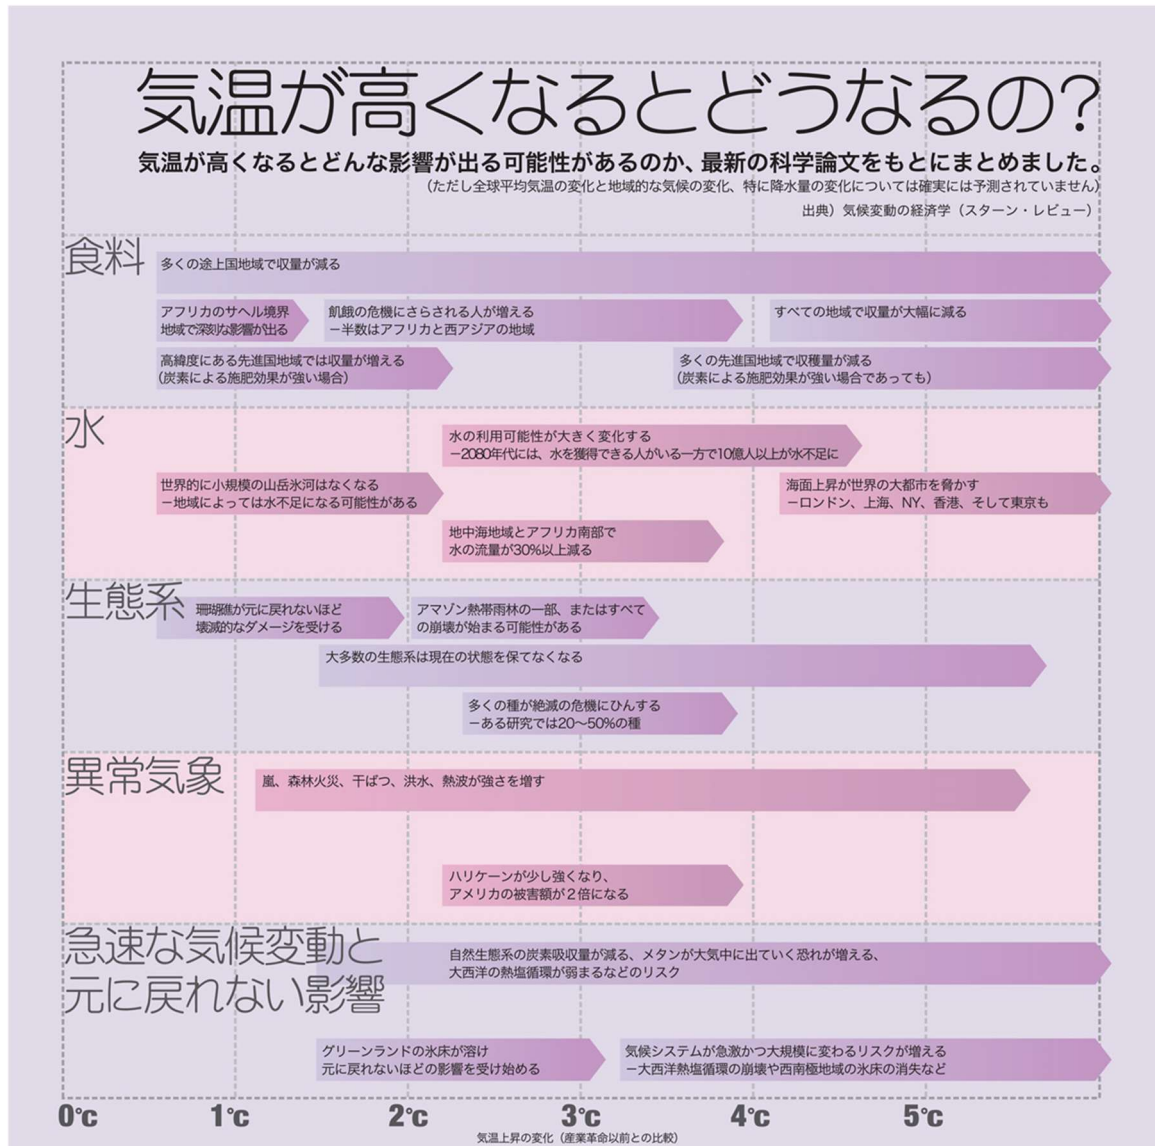 気温が高くなるとどうなるの?
気温が高くなるとどんな影響が出る可能性があるのか、最新の科学論文をもとにまとめました。
(ただし全球平均気温の変化と地域的な気候の変化、特に降水量の変化については確実には予測されていません)
出典)気候変動の経済学(スターン・レビュー)
食料
多くの途上国地域で収量が減る
アフリカのサヘル境界
地域で深刻な影響が出る
飢餓の危機にさらされる人が増える
−半数はアフリカと西アジアの地域
すべての地域で収量が大幅に減る
高緯度にある先進国地域では収量が増える
(炭素による施肥効果が強い場合)
多くの先進国地域で収穫量が減る
(炭素による施肥効果が強い場合であっても)
水
水の利用可能性が大きく変化する
−2080年代には、水を獲得できる人がいる一方で10億人以上が水不足に
世界的に小規模の山岳氷河はなくなる
−地域によっては水不足になる可能性がある
海面上昇が世界の大都市を脅かす
−ロンドン、上海、NY、香港、そして東京も
地中海地域とアフリカ南部で
水の流量が30%以上減る
生態系
珊瑚礁が元に戻れないほど
壊滅的なダメージを受ける
アマゾン熱帯雨林の一部、またはすべて
の崩壊が始まる可能性がある
大多数の生態系は現在の状態を保てなくなる
多くの種が絶滅の危機にひんする
−ある研究では20〜50%の種
異常気象
嵐、森林火災、干ばつ、洪水、熱波が強さを増す
ハリケーンが少し強くなり、
アメリカの被害額が2倍になる
急速な気候変動と
元に戻れない影響
自然生態系の炭素吸収量が減る、メタンが大気中に出ていく恐れが増える、
大西洋の熱塩循環が弱まるなどのリスク
グリーンランドの氷床が溶け
元に戻れないほどの影響を受け始める
気候システムが急激かつ大規模に変わるリスクが増える
−大西洋熱塩循環の崩壊や西南極地域の氷床の消失など
0℃ 1℃ 2℃ 3℃ 4℃ 5℃
気温上昇の変化(産業革命以前との比較)